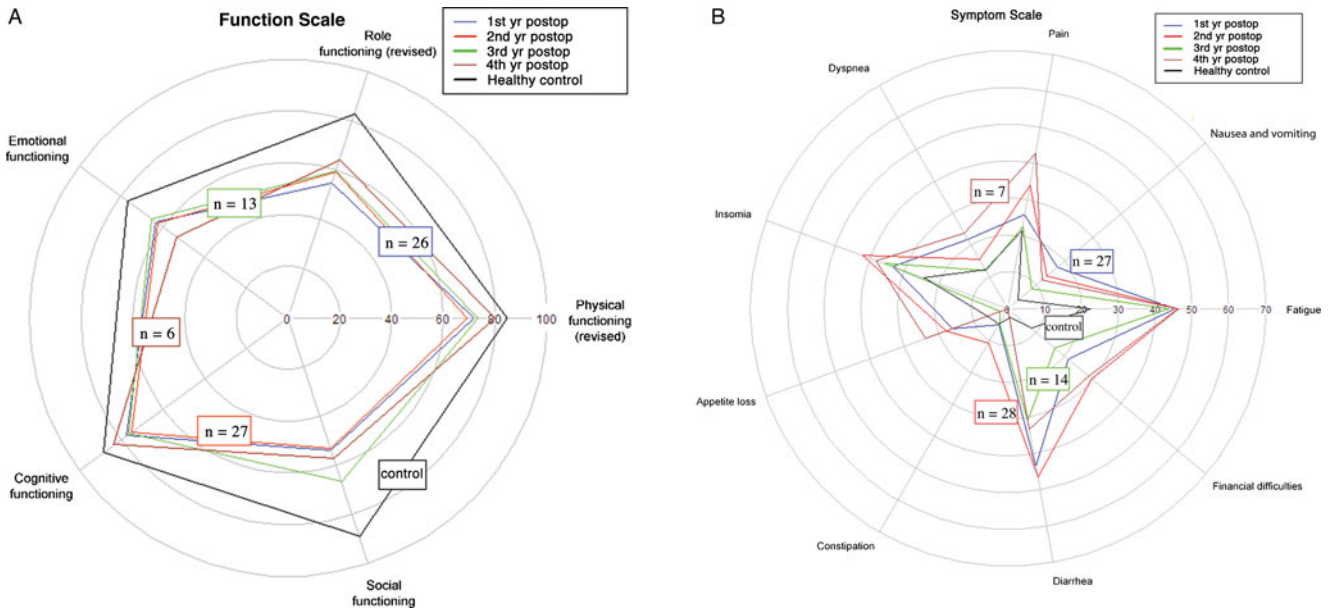 A
Function Scale
1st yr postop
2nd yr postop
3rd yr postop
4th yr postop
Healthy control
Role
functioning (revised)
Emotional
functioning
n = 13
n = 26
Physical
functioning
(revised)
0
20
40
60
80
100
n = 6
n = 27
control
Cognitive
functioning
Social
functioning
B
Symptom Scale
1st yr postop
2nd yr postop
3rd yr postop
4th yr postop
Healthy control
Pain
Dyspnea
Nausea and vomiting
n = 7
Insomia
n = 27
0
10
20
30
40
50
60
70
Fatigue
control
n = 14
n = 28
Appetite loss
Financial difficulties
Constipation
Diarrhea